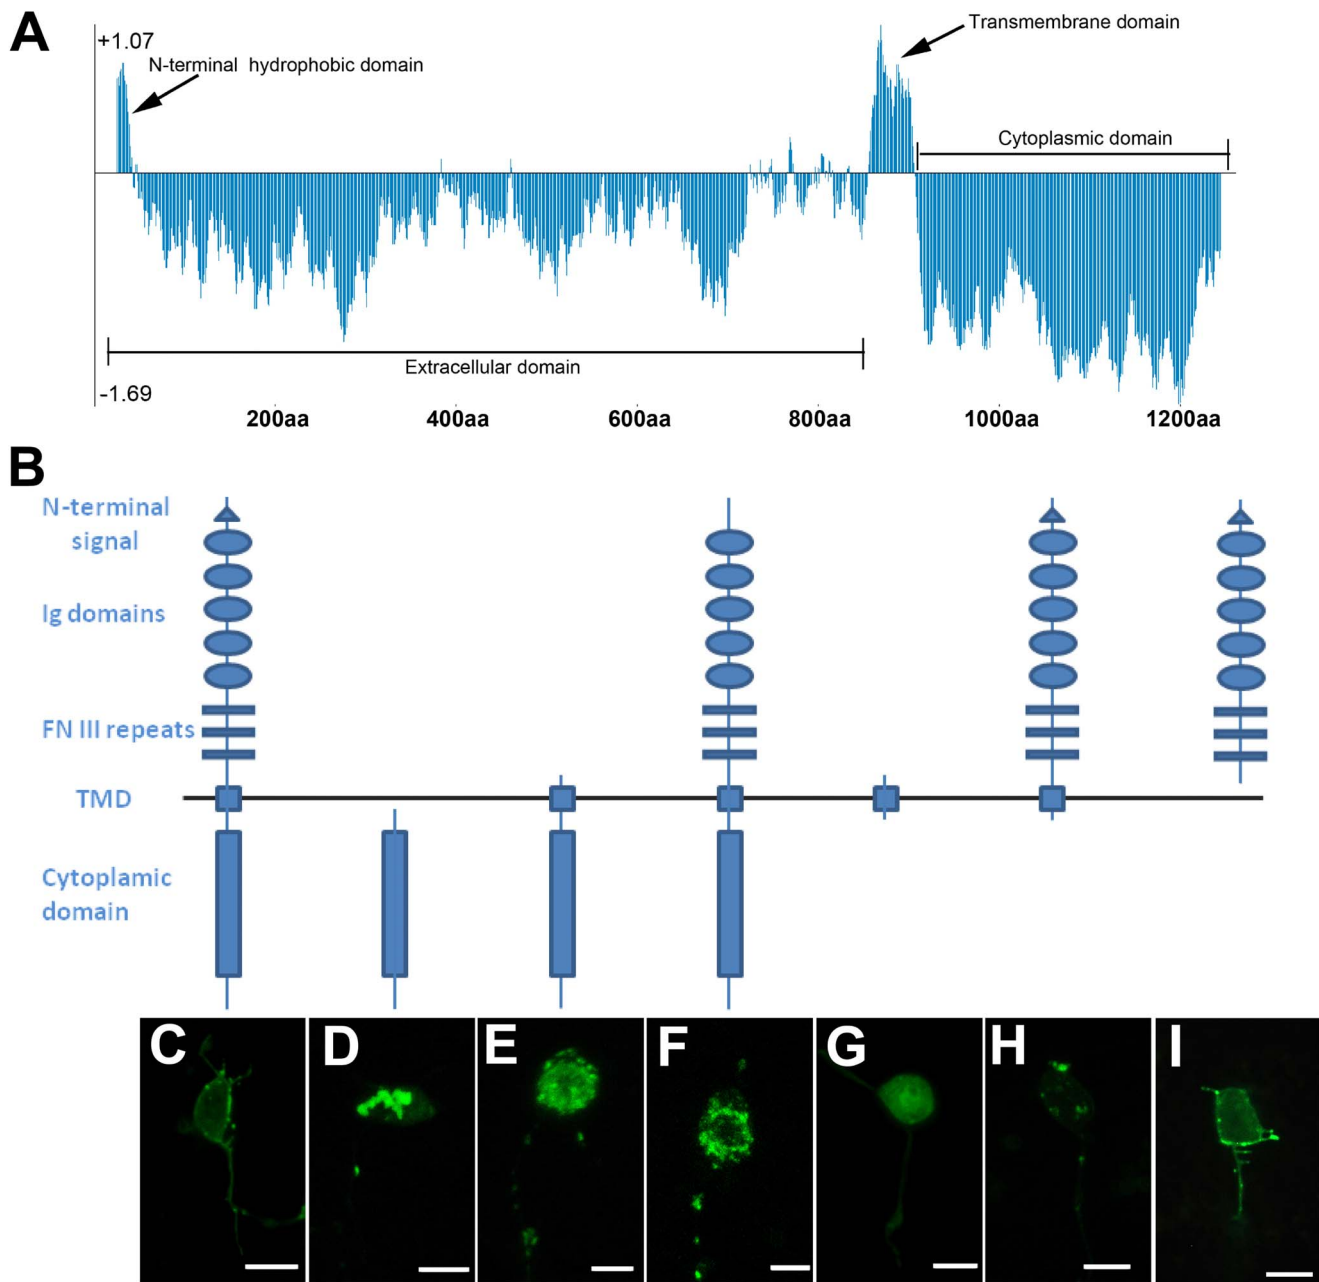 A
+1.07
Transmembrane domain
N-terminal hydrophobic domain
Cytoplasmic domain
Extracellular domain
-1.69
200aa 400aa 600aa 800aa 1000aa 1200aa
B
N-terminal
signal
Ig domains
FN III repeats
TMD
Cytoplamic
domain
C D E F G H I